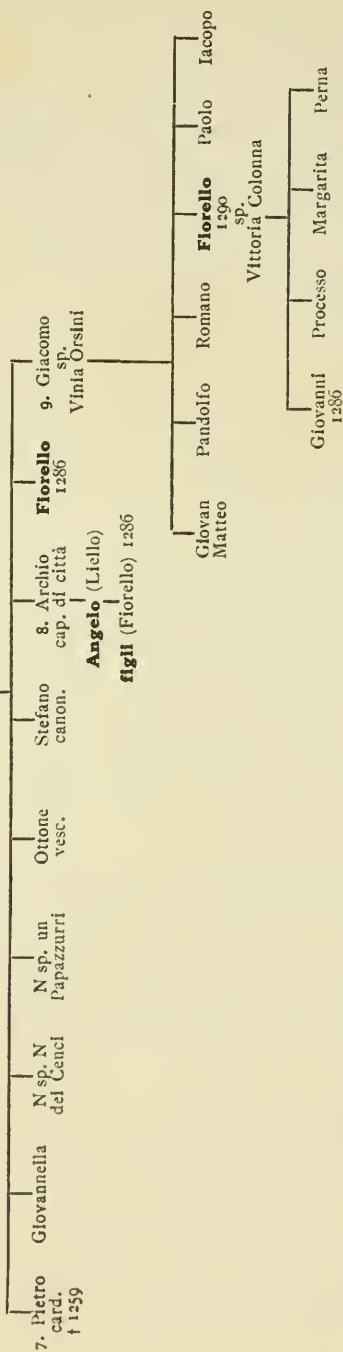 7. Pietro
card.
† 1259
Giovannella
N sp. N
dei Cenci
N sp. un
Papazzurri
Ottone
vesc.
Stefano
canon.
8. Archio
cap. di città
Angelo (Liello)
figli (Fiorello) 1286
Fiorello
1286
9. Giacomo
sp.
Vinia Orsini
Giovan
Matteo
Pandolfo
Romano
Fiorello
1290
sp.
Vittoria Colonna
Paolo
Iacopo
Giovanni
1286
Processo
Margarita
Perna